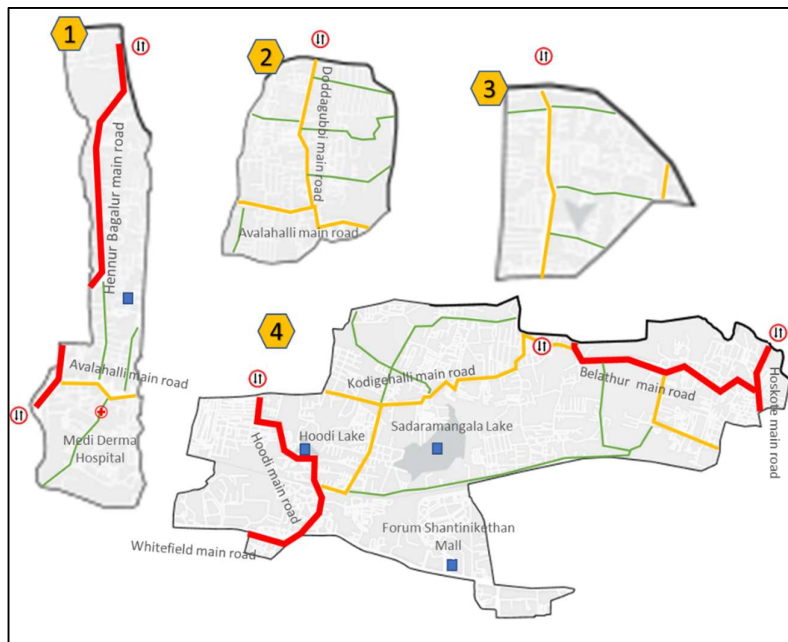 1
Hennur Bagalur main road
Avalahalli main road
Medi Derma
Hospital
2
Doddagubbi main road
Avalahalli main road
3
4
Kodigehalli main road
Belathur main road
Hoskote main road
Hoodi Lake
Sadaramangala Lake
Hoodi main road
Forum Shantinikethan
Mall
Whitefield main road